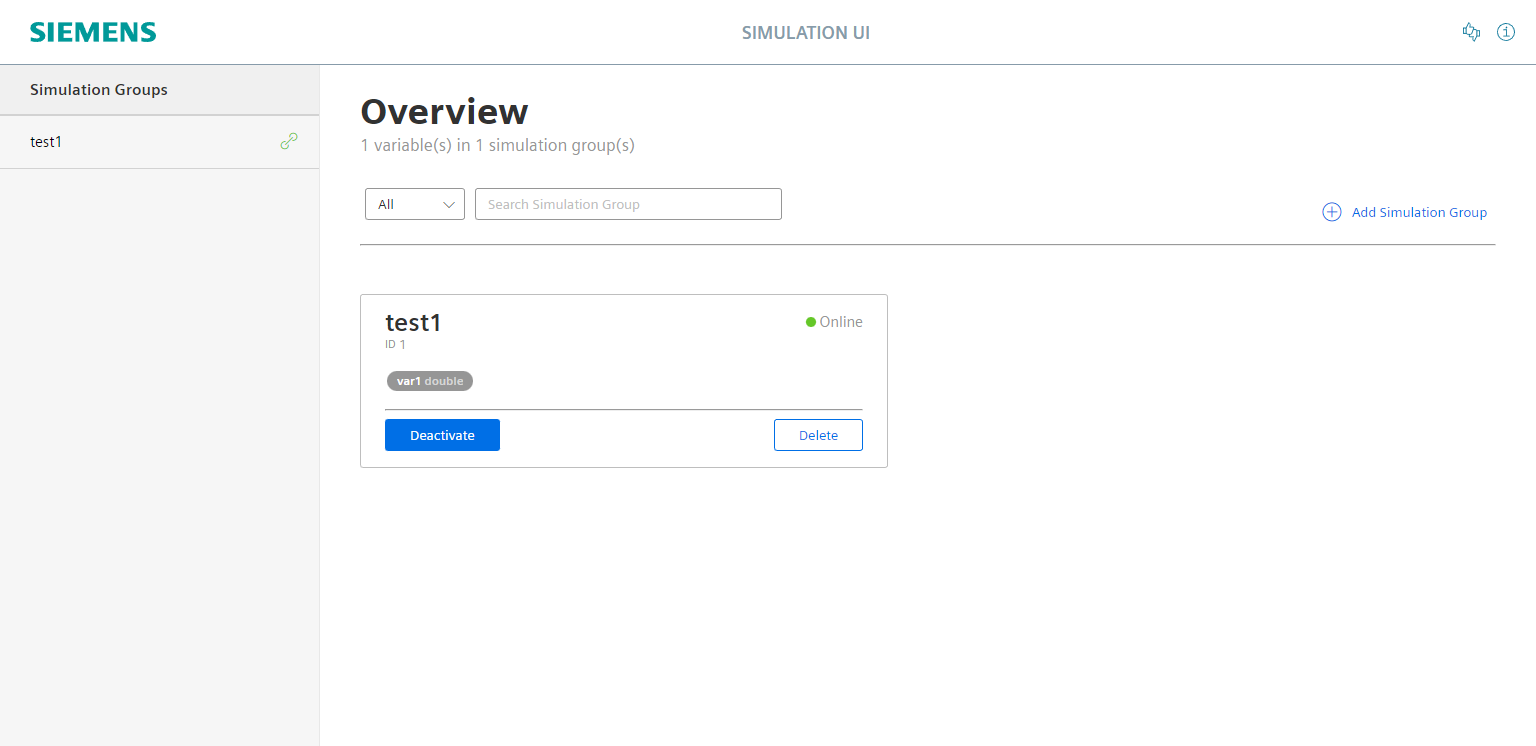 SIEMENS
SIMULATION UI
Simulation Groups
test1
Overview
1 variable(s) in 1 simulation group(s)
All
Search Simulation Group
Add Simulation Group
test1
Online
ID 1
var1 double
Deactivate
Delete